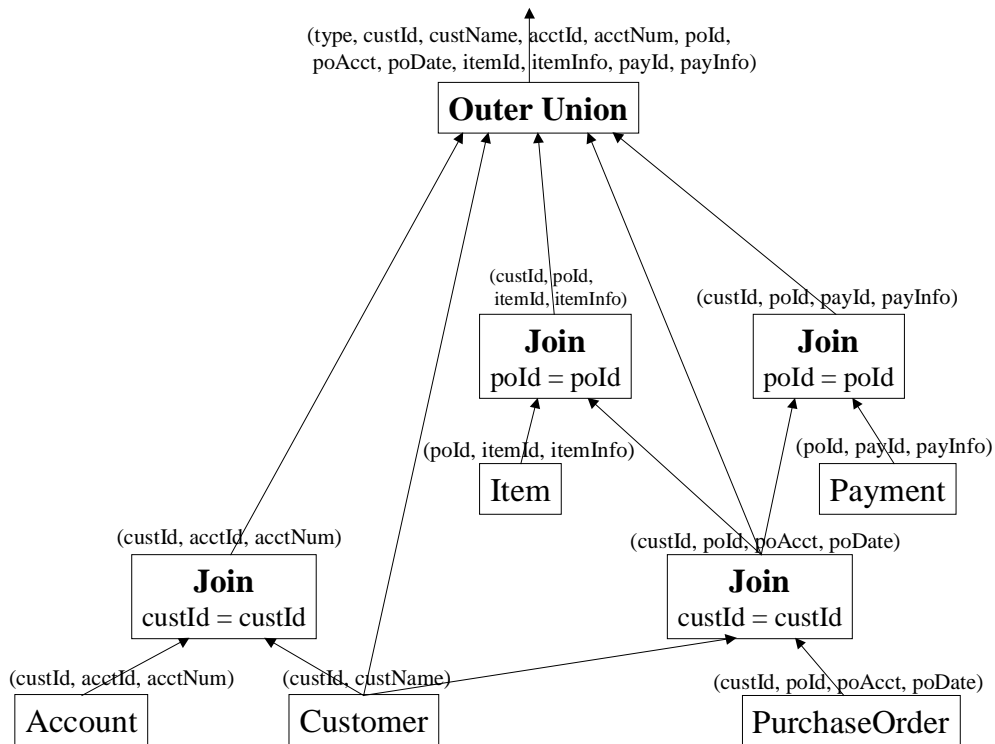 (type, custId, custName, acctId, acctNum, poId,
poAcct, poDate, itemId, itemInfo, payId, payInfo)
Outer Union
(custId, poId,
itemId, itemInfo)
(custId, poId, payId, payInfo)
Join
poId = poId
Join
poId = poId
(poId, itemId, itemInfo)
(poId, payId, payInfo)
Item
Payment
(custId, acctId, acctNum)
(custId, poId, poAcct, poDate)
Join
custId = custId
Join
custId = custId
(custId, acctId, acctNum)
(custId, custName)
(custId, poId, poAcct, poDate)
Account
Customer
PurchaseOrder